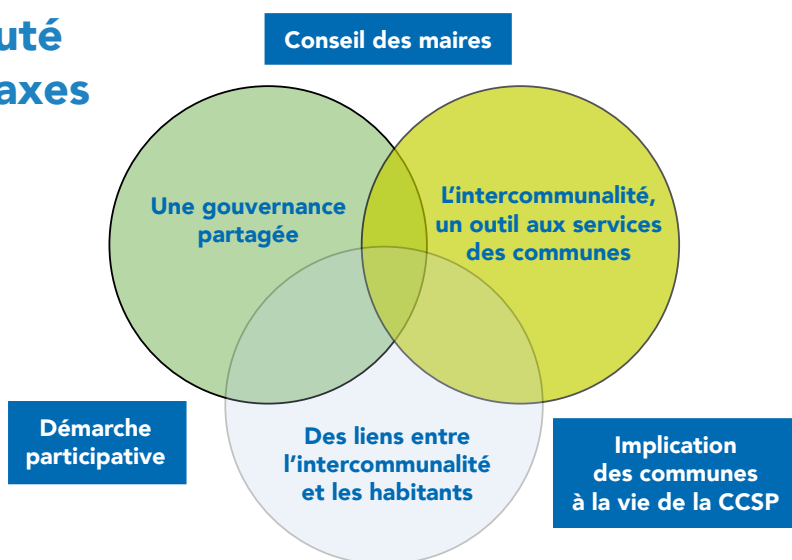 uté
axes
Conseil des maires
Une gouvernance
partagée
L'intercommunalité,
un outil aux services
des communes
Démarche
participative
Des liens entre
l'intercommunalité
et les habitants
Implication
des communes
à la vie de la CCSP